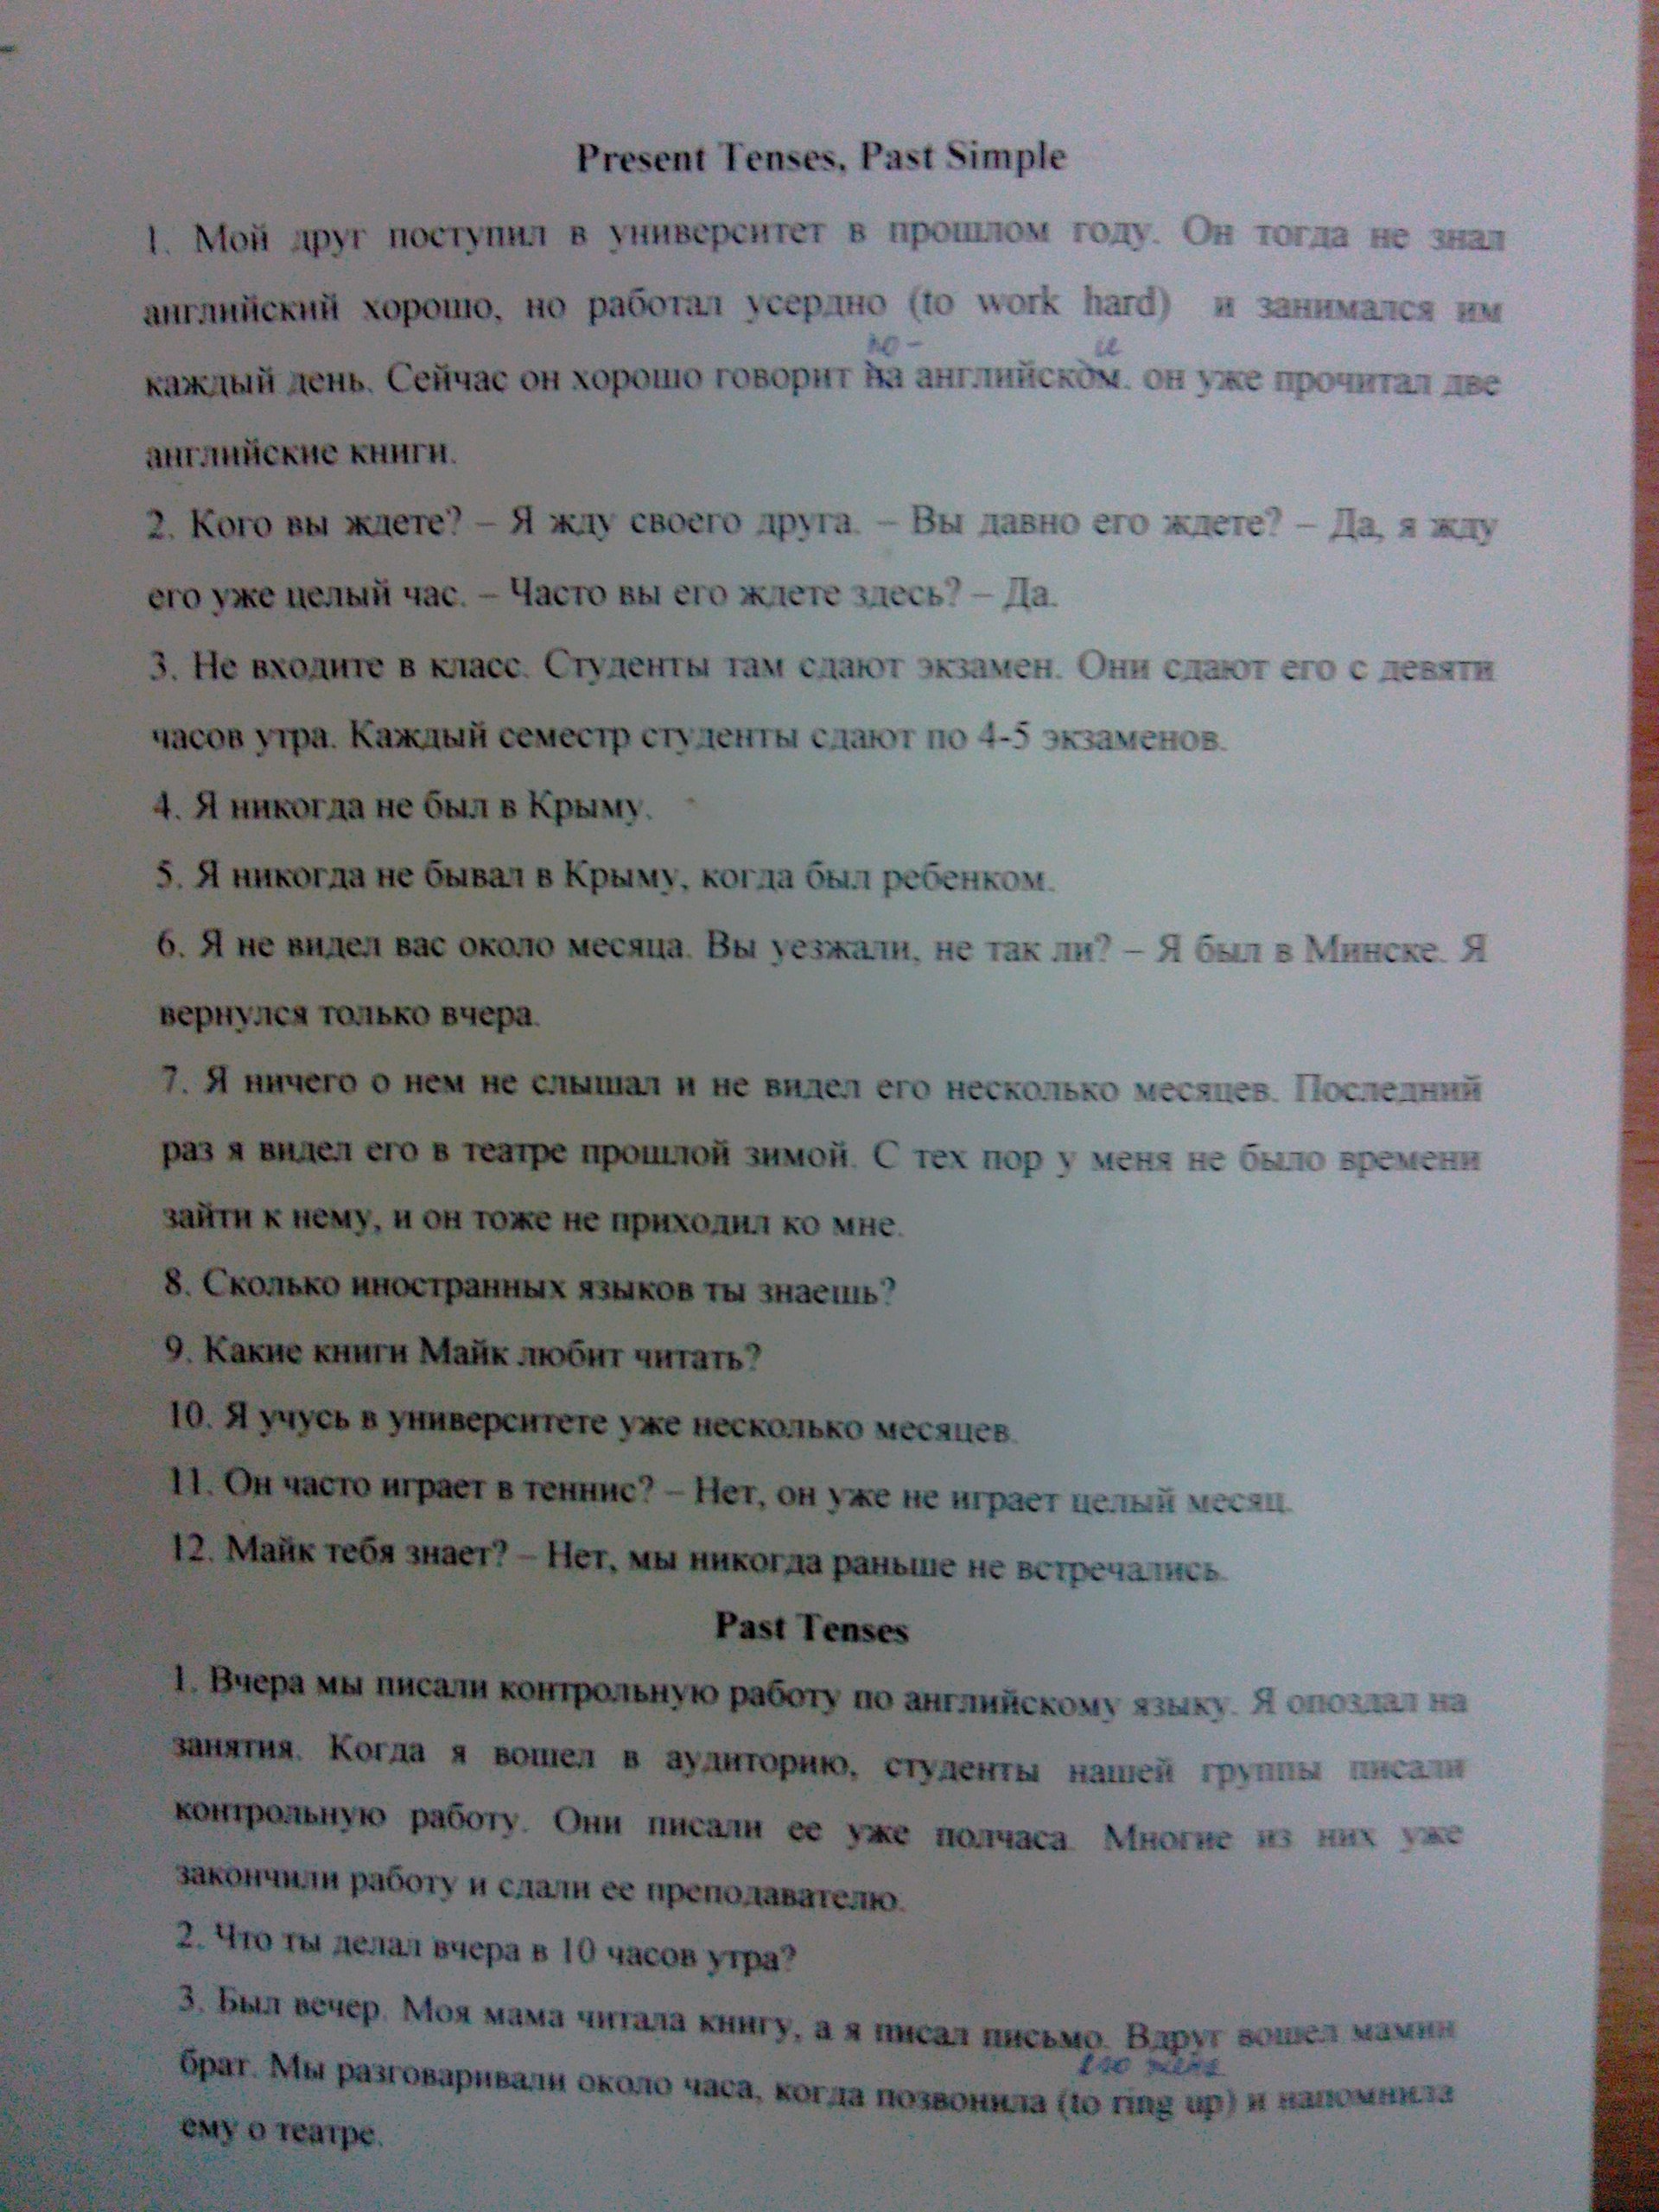 Present Tenses, Past Simple
1. Мой друг поступил в университет в прошлом году. Он тогда не знал
английский хорошо, но работал усердно (to work hard) и занимался им
каждый день. Сейчас он хорошо говорит на английском, он уже прочитал две
по- и
английские книги.
2. Кого вы ждете? – Я жду своего друга. – Вы давно его ждете? – Да, я жду
его уже целый час. – Часто вы его ждете здесь? – Да.
3. Не входите в класс. Студенты там сдают экзамен. Они сдают его с девяти
часов утра. Каждый семестр студенты сдают по 4-5 экзаменов.
4. Я никогда не был в Крыму.
5. Я никогда не бывал в Крыму, когда был ребенком.
6. Я не видел вас около месяца. Вы уезжали, не так ли? – Я был в Минске. Я
вернулся только вчера.
7. Я ничего о нем не слышал и не видел его несколько месяцев. Последний
раз я видел его в театре прошлой зимой. С тех пор у меня не было времени
зайти к нему, и он тоже не приходил ко мне.
8. Сколько иностранных языков ты знаешь?
9. Какие книги Майк любит читать?
10. Я учусь в университете уже несколько месяцев.
11. Он часто играет в теннис? – Нет, он уже не играет целый месяц.
12. Майк тебя знает? – Нет, мы никогда раньше не встречались.
Past Tenses
1. Вчера мы писали контрольную работу по английскому языку. Я опоздал на
занятия. Когда я вошел в аудиторию, студенты нашей группы писали
контрольную работу. Они писали ее уже полчаса. Многие из них уже
закончили работу и сдали ее преподавателю.
2. Что ты делал вчера в 10 часов утра?
3. Был вечер. Моя мама читала книгу, а я писал письмо. Вдруг вошел мамин
брат. Мы разговаривали около часа, когда позвонила (to ring up) и напомнила
его жена
ему о театре.